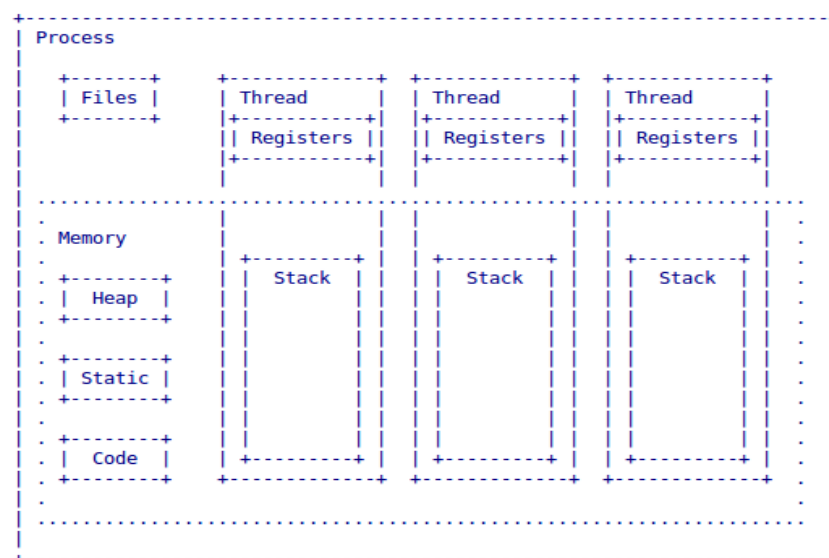 Process
Files Thread Thread Thread
Registers Registers Registers
Memory
Stack Stack Stack
Heap
Static
Code